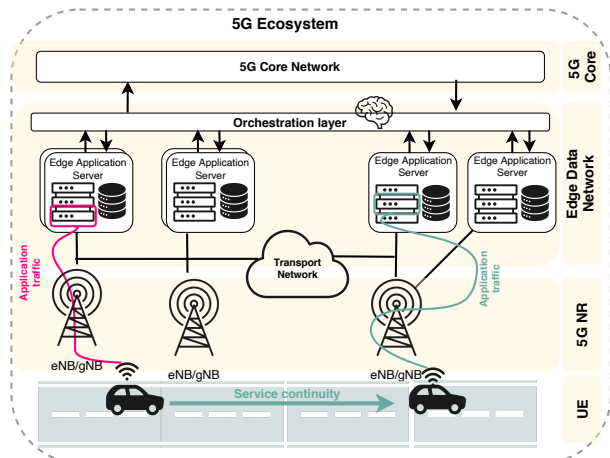 5G Ecosystem
5G Core Network
5G
Core
Orchestration layer
Edge Application
Server
Edge Application
Server
Edge Application
Server
Edge Application
Server
Edge Data
Network
Application
traffic
Transport
Network
Application
traffic
5G NR
eNB/gNB
eNB/gNB
eNB/gNB
Service continuity
UE